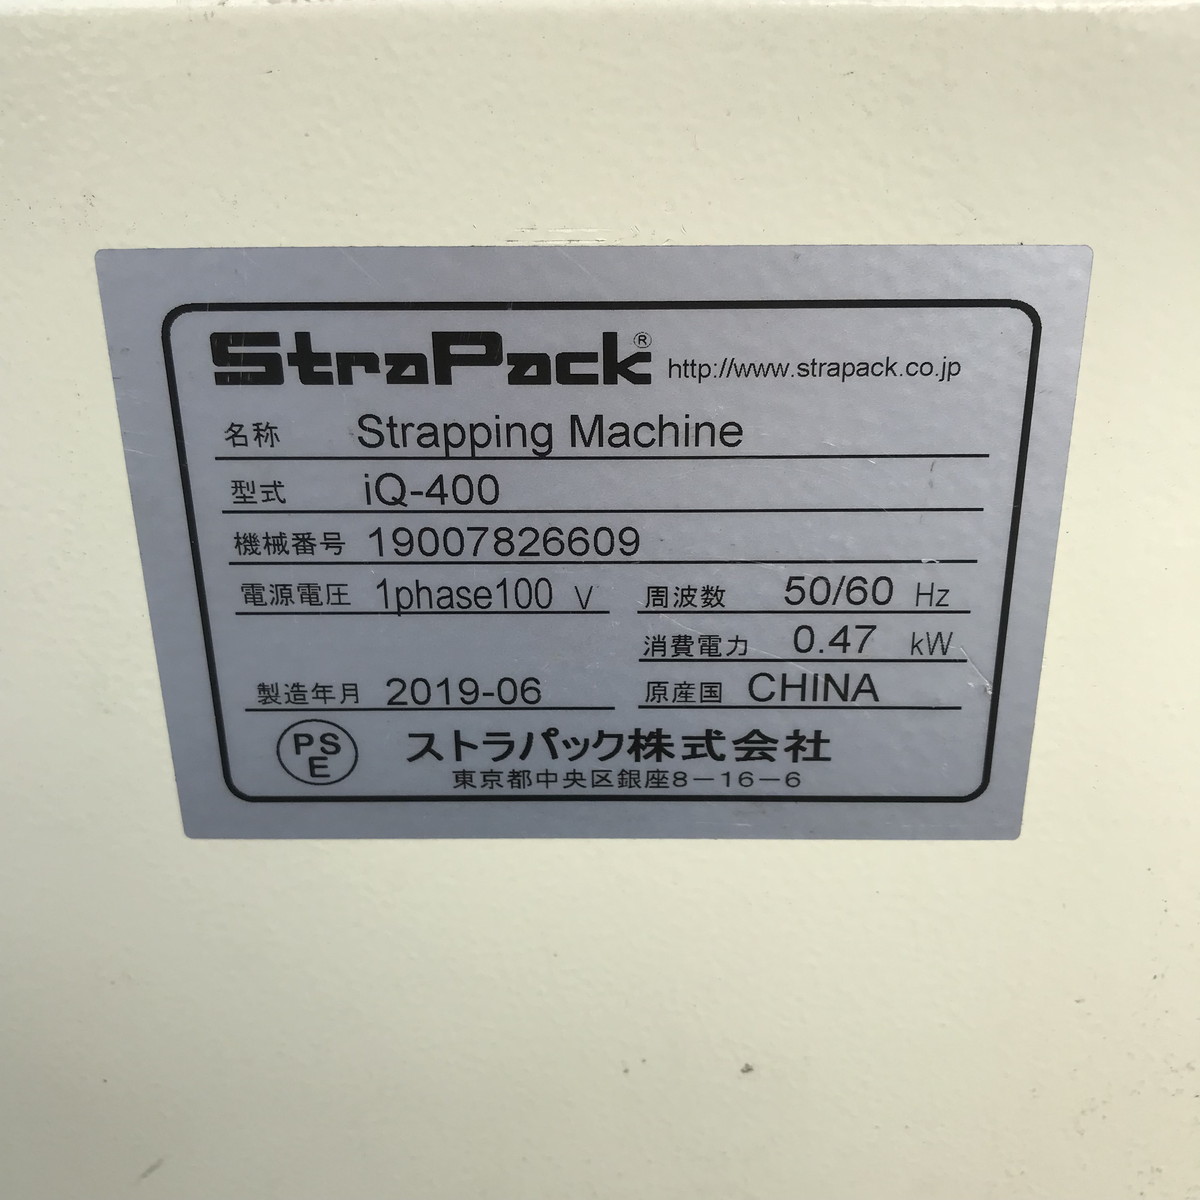 StraPack® http://www.strapack.co.jp
名称 Strapping Machine
型式 iQ-400
機械番号 19007826609
電源電圧 1phase100 V 周波数 50/60 Hz
消費電力 0.47 kW
製造年月 2019-06 原産国 CHINA
PS E ストラパック株式会社
東京都中央区銀座8-16-6